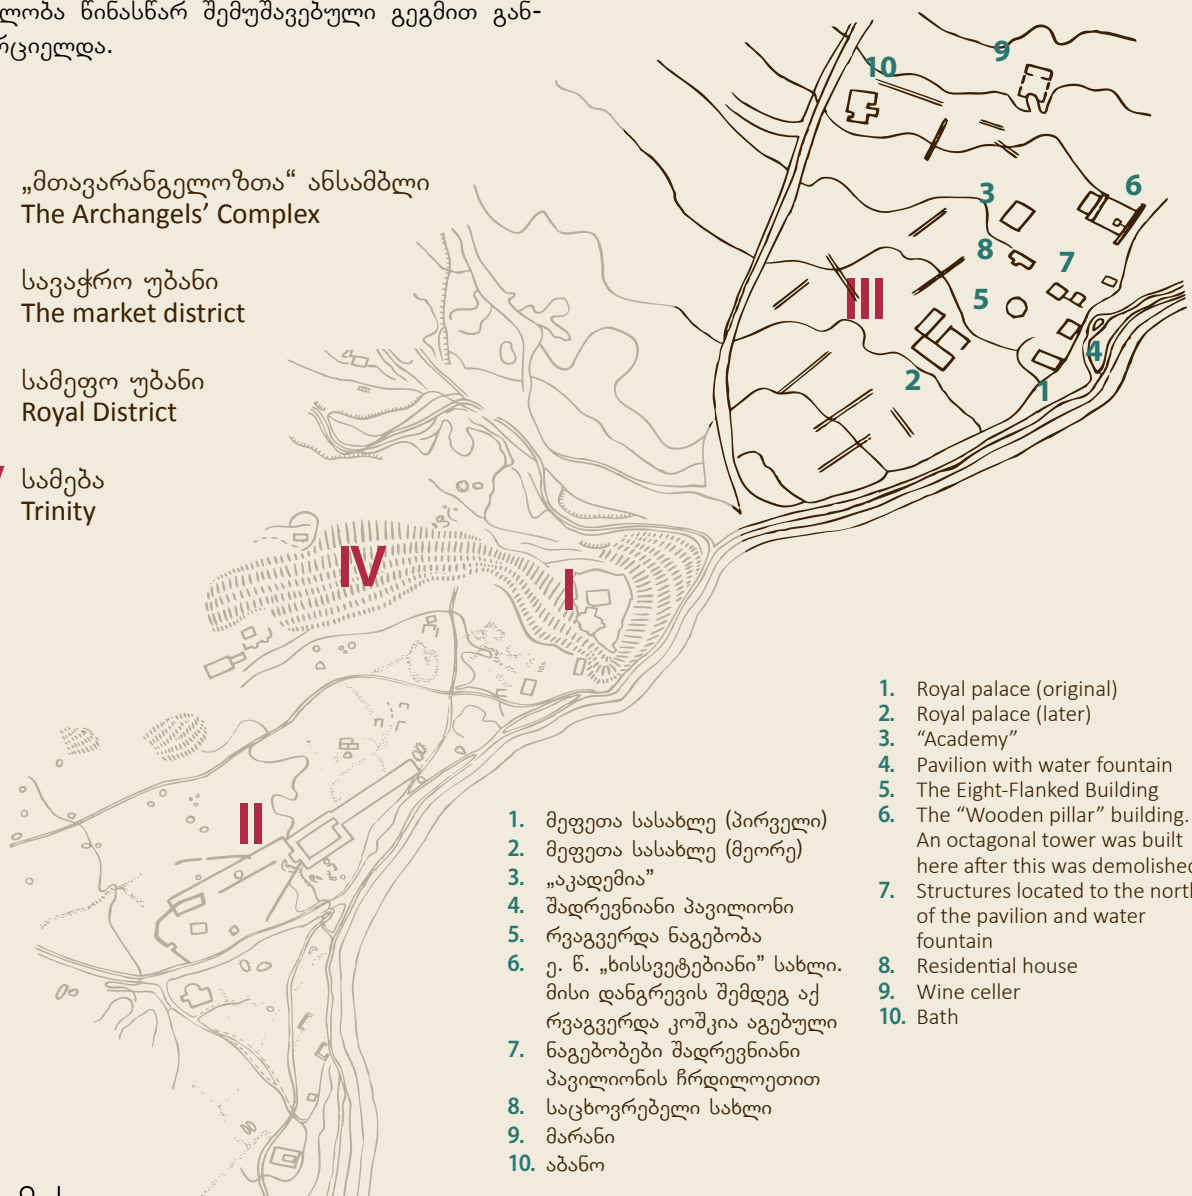 წინასწარ შემუშავებული გეგმით გან-
„მთავარანგელოზთა“ ანსამბლი
The Archangels’ Complex
სავაჭრო უბანი
The market district
სამეფო უბანი
Royal District
სამება
Trinity
9
10
3
6
8
7
III
5
4
2
1
IV
I
II
1. მეფეთა სასახლე (პირველი)
2. მეფეთა სასახლე (მეორე)
3. „აკადემია”
4. შადრევნიანი პავილიონი
5. რვაგვერდა ნაგებობა
6. ე. წ. „ხისსვეტებიანი” სახლი.
მისი დანგრევის შემდეგ აქ
რვაგვერდა კოშკია აგებული
7. ნაგებობები შადრევნიანი
პავილიონის ჩრდილოეთით
8. საცხოვრებელი სახლი
9. მარანი
10. აბანო
1. Royal palace (original)
2. Royal palace (later)
3. “Academy”
4. Pavilion with water fountain
5. The Eight-Flanked Building
6. The “Wooden pillar” building.
An octagonal tower was built
here after this was demolished
7. Structures located to the north
of the pavilion and water
fountain
8. Residential house
9. Wine celler
10. Bath